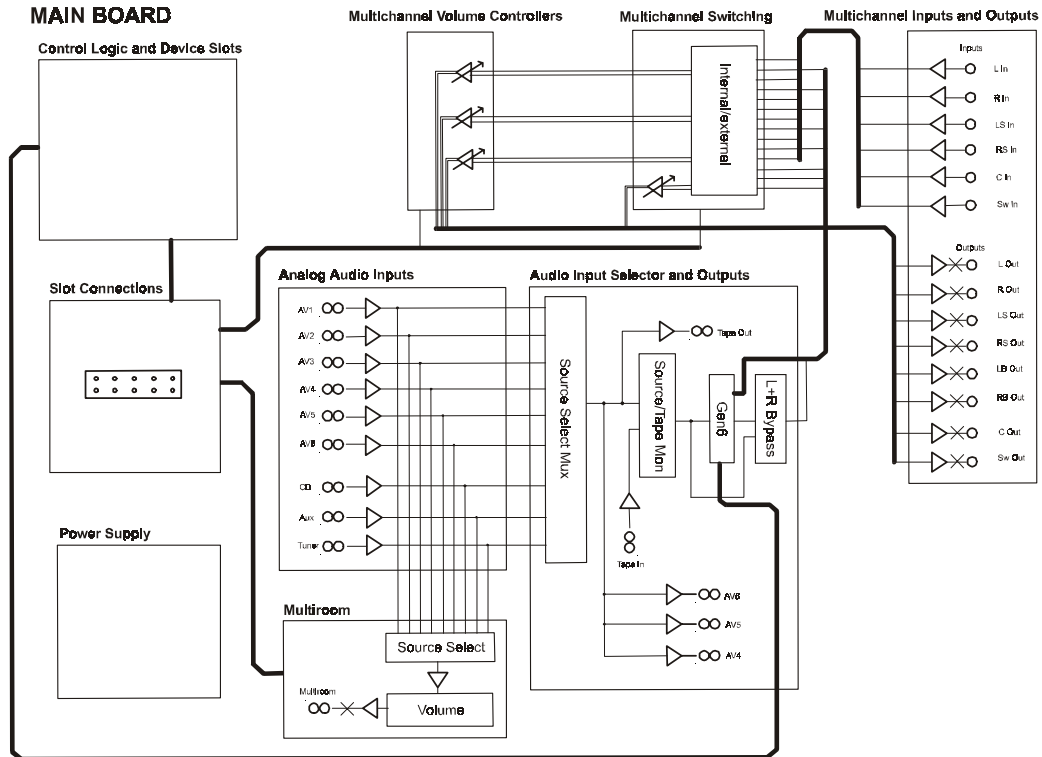 MAIN BOARD
Multichannel Volume Controllers
Multichannel Switching
Multichannel Inputs and Outputs
Control Logic and Device Slots
Internal/external
Inputs
L In
R In
LS In
RS In
C In
Sw In
Outputs
L Out
R Out
LS Out
RS Out
LB Out
RB Out
C Out
Sw Out
Slot Connections
Analog Audio Inputs
AV1
AV2
AV3
AV4
AV5
AV6
CD
Aux
Tuner
Audio Input Selector and Outputs
Source Select Mux
Tape Out
Source/Tape Mon
Gen6
L+R Bypass
Tape In
AV6
AV5
AV4
Power Supply
Multiroom
Source Select
Multiroom
Volume